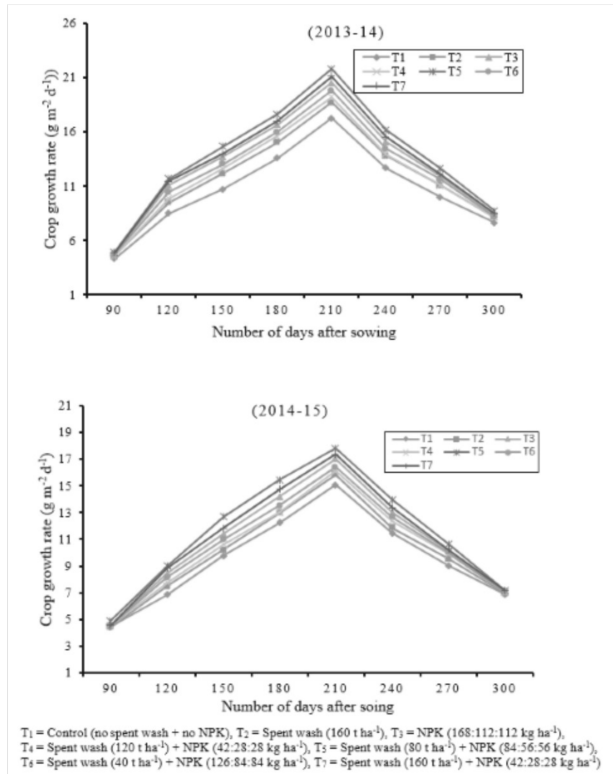 (2013-14)
T1 T2 T3
T4 T5 T6
T7
Crop growth rate (g m⁻² d⁻¹))
21
16
11
6
1
90 120 150 180 210 240 270 300
Number of days after sowing
(2014-15)
T1 T2 T3
T4 T5 T6
T7
Crop growth rate (g m⁻² d⁻¹)
21
19
17
15
13
11
9
7
5
3
1
90 120 150 180 210 240 270 300
Number of days after soing
T₁ = Control (no spent wash + no NPK), T₂ = Spent wash (160 t ha⁻¹), T₃ = NPK (168:112:112 kg ha⁻¹),
T₄ = Spent wash (120 t ha⁻¹) + NPK (42:28:28 kg ha⁻¹), T₅ = Spent wash (80 t ha⁻¹) + NPK (84:56:56 kg ha⁻¹)
T₆ = Spent wash (40 t ha⁻¹) + NPK (126:84:84 kg ha⁻¹), T₇ = Spent wash (160 t ha⁻¹) + NPK (42:28:28 kg ha⁻¹)